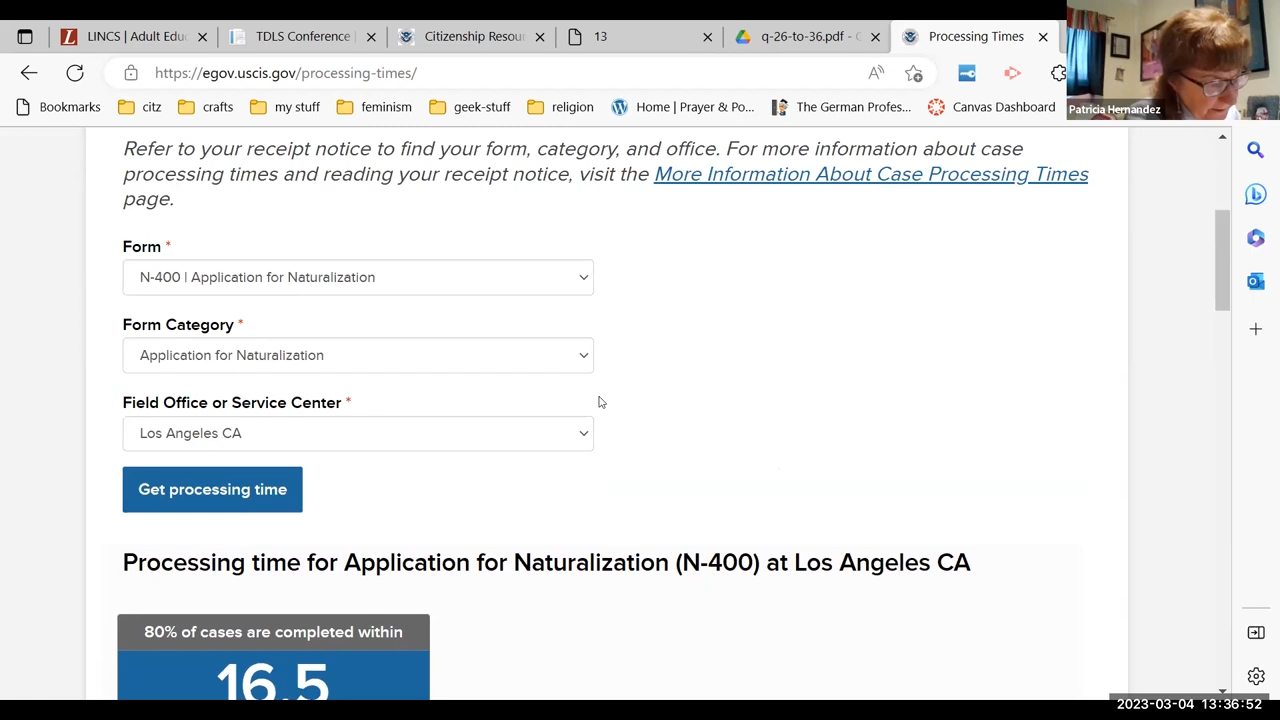 LINCS | Adult Edu
TDLS Conference
Citizenship Resou
13
q-26-to-36.pdf -
Processing Times
https://egov.uscis.gov/processing-times/
Bookmarks
citz
crafts
my stuff
feminism
geek-stuff
religion
Home | Prayer & Po...
The German Profes...
Canvas Dashboard
Patricia Hernandez
Refer to your receipt notice to find your form, category, and office. For more information about case
processing times and reading your receipt notice, visit the More Information About Case Processing Times
page.
Form *
N-400 | Application for Naturalization
Form Category *
Application for Naturalization
Field Office or Service Center *
Los Angeles CA
Get processing time
Processing time for Application for Naturalization (N-400) at Los Angeles CA
80% of cases are completed within
16.5
2023-03-04 13:36:52